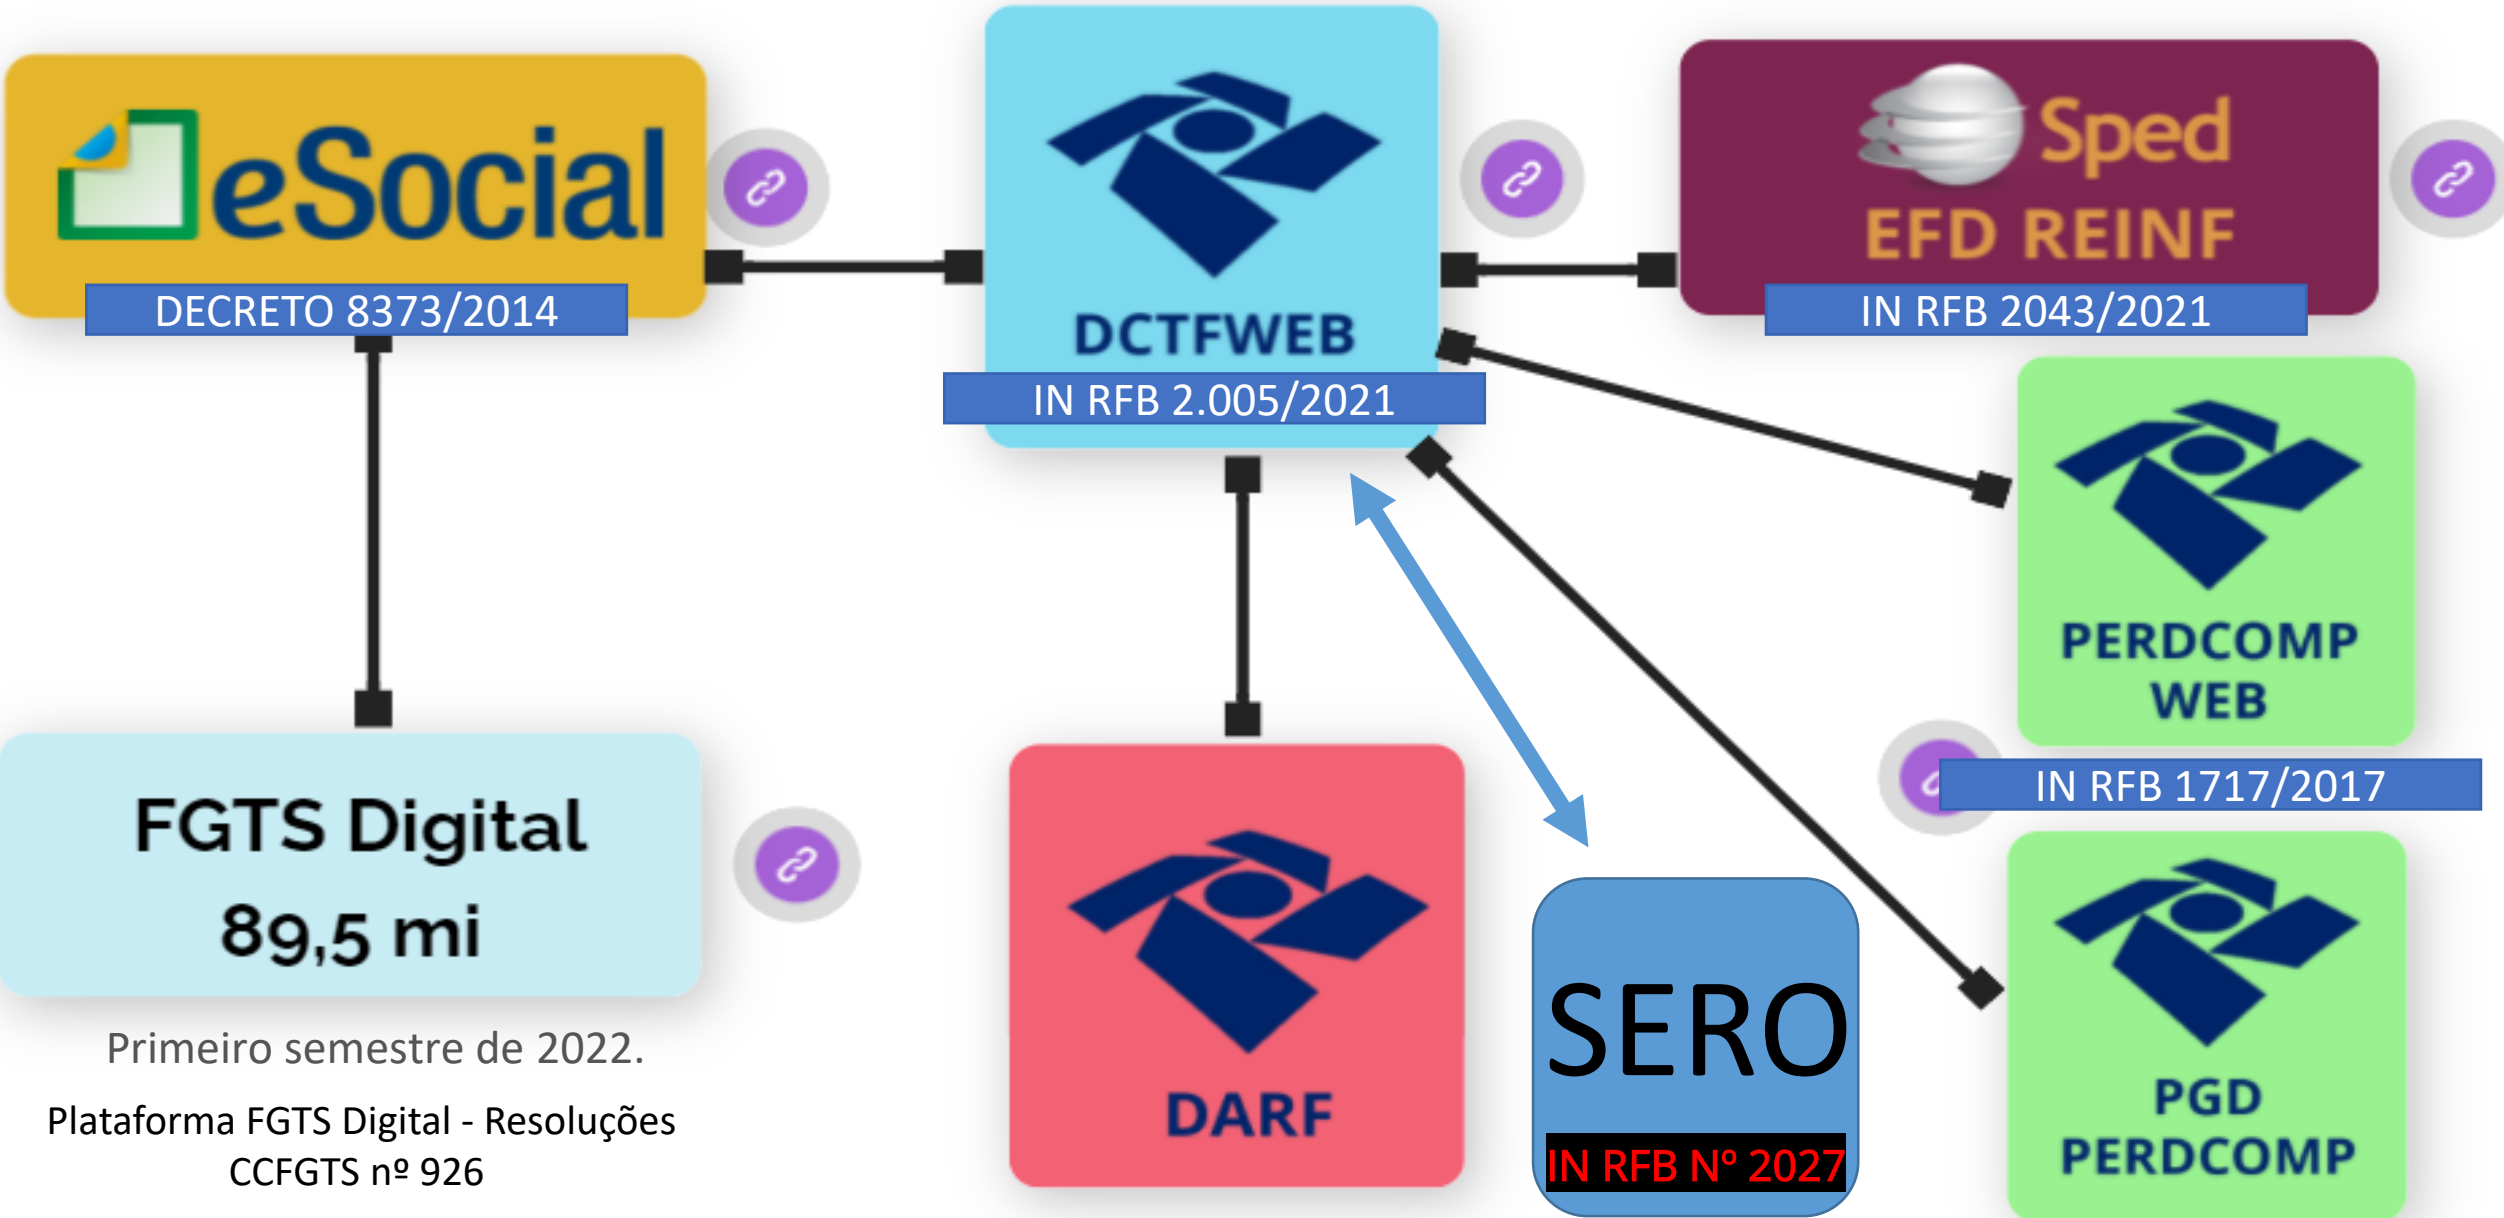 eSocial
DECRETO 8373/2014
DCTFWEB
IN RFB 2.005/2021
Sped
EFD REINF
IN RFB 2043/2021
PERDCOMP
WEB
IN RFB 1717/2017
PGD
PERDCOMP
FGTS Digital
89,5 mi
Primeiro semestre de 2022.
Plataforma FGTS Digital - Resoluções
CCFGTS nº 926
DARF
SERO
IN RFB Nº 2027